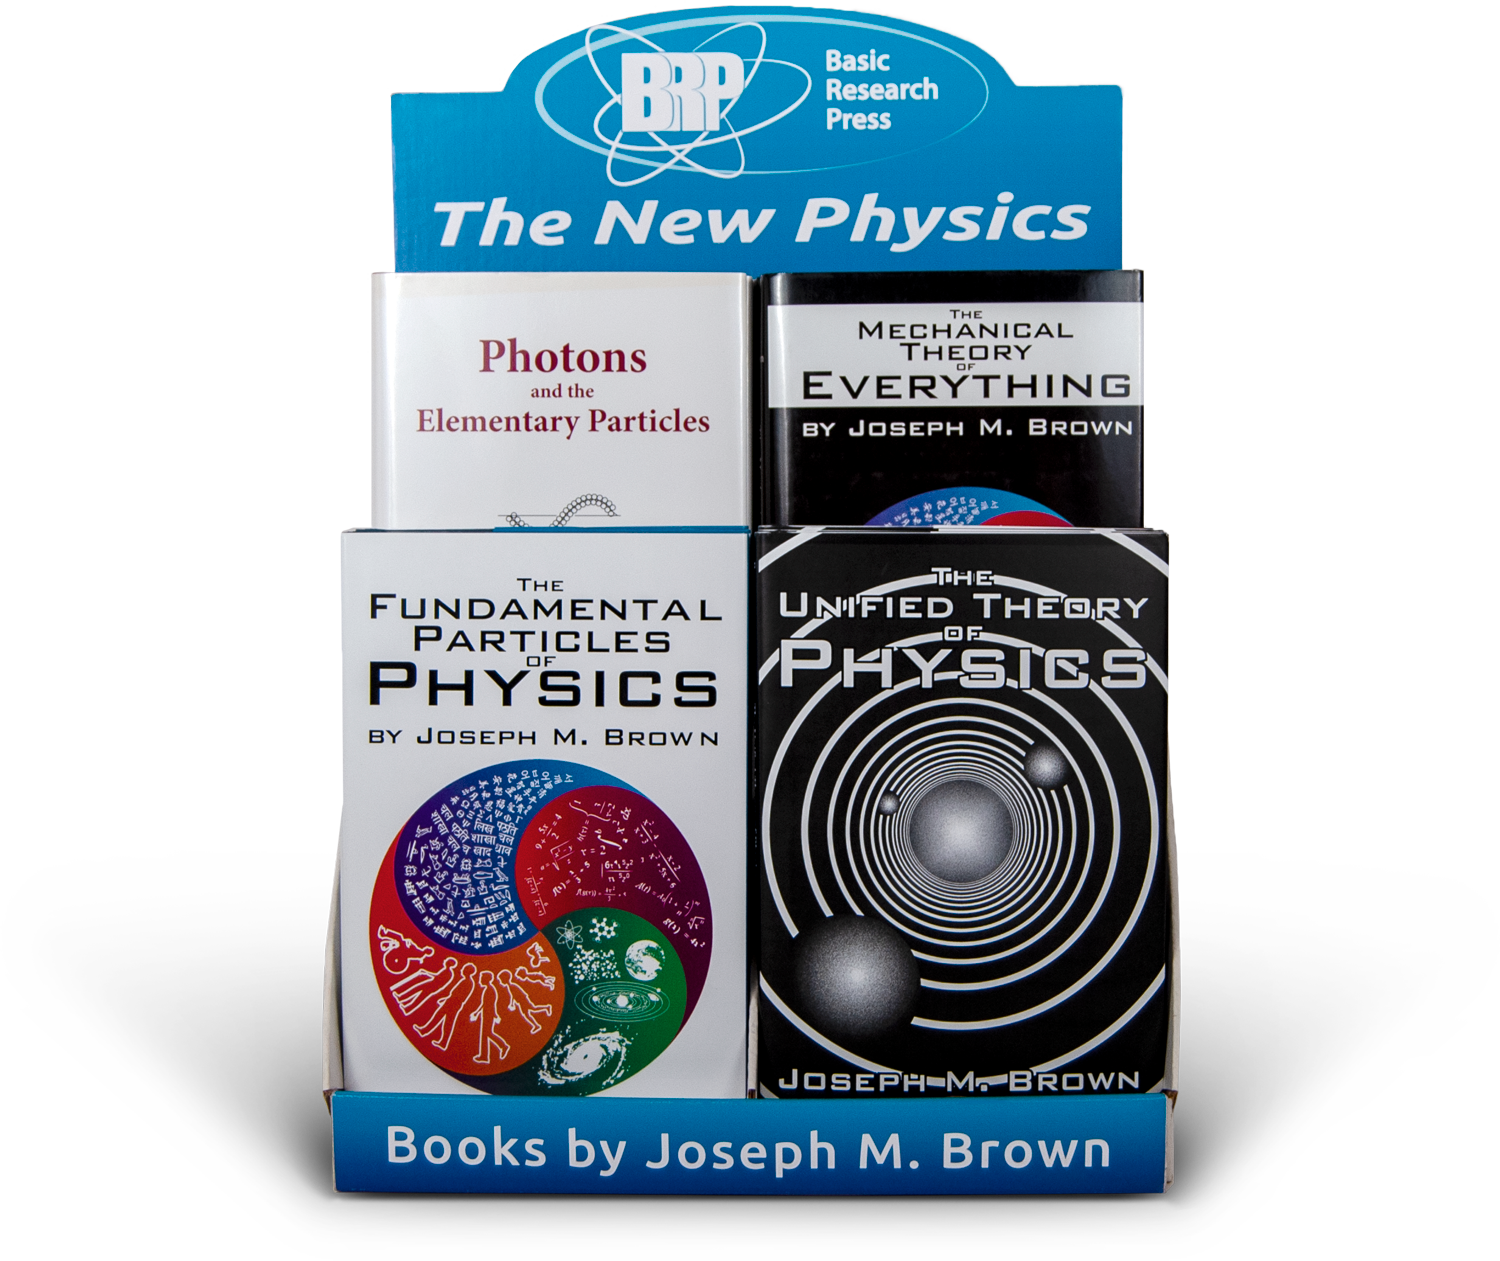 BRP
Basic
Research
Press
The New Physics
Photons
and the
Elementary Particles
THE
MECHANICAL
THEORY
OF
EVERYTHING
BY JOSEPH M. BROWN
THE
FUNDAMENTAL
PARTICLES
OF
PHYSICS
BY JOSEPH M. BROWN
THE
UNIFIED THEORY
OF
PHYSICS
JOSEPH M. BROWN
Books by Joseph M. Brown